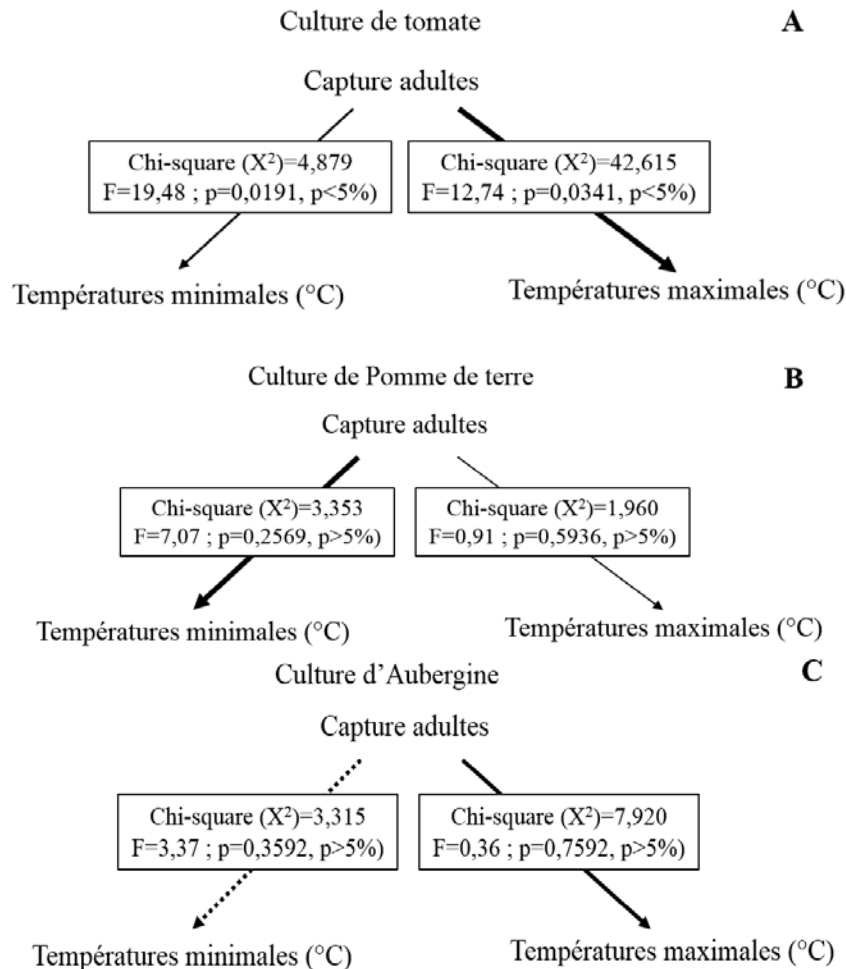 Culture de tomate
A
Capture adultes
Chi-square (X²)=4,879
F=19,48 ; p=0,0191, p<5%)
Chi-square (X²)=42,615
F=12,74 ; p=0,0341, p<5%)
Températures minimales (°C)
Températures maximales (°C)
Culture de Pomme de terre
B
Capture adultes
Chi-square (X²)=3,353
F=7,07 ; p=0,2569, p>5%)
Chi-square (X²)=1,960
F=0,91 ; p=0,5936, p>5%)
Températures minimales (°C)
Températures maximales (°C)
Culture d’Aubergine
C
Capture adultes
Chi-square (X²)=3,315
F=3,37 ; p=0,3592, p>5%)
Chi-square (X²)=7,920
F=0,36 ; p=0,7592, p>5%)
Températures minimales (°C)
Températures maximales (°C)